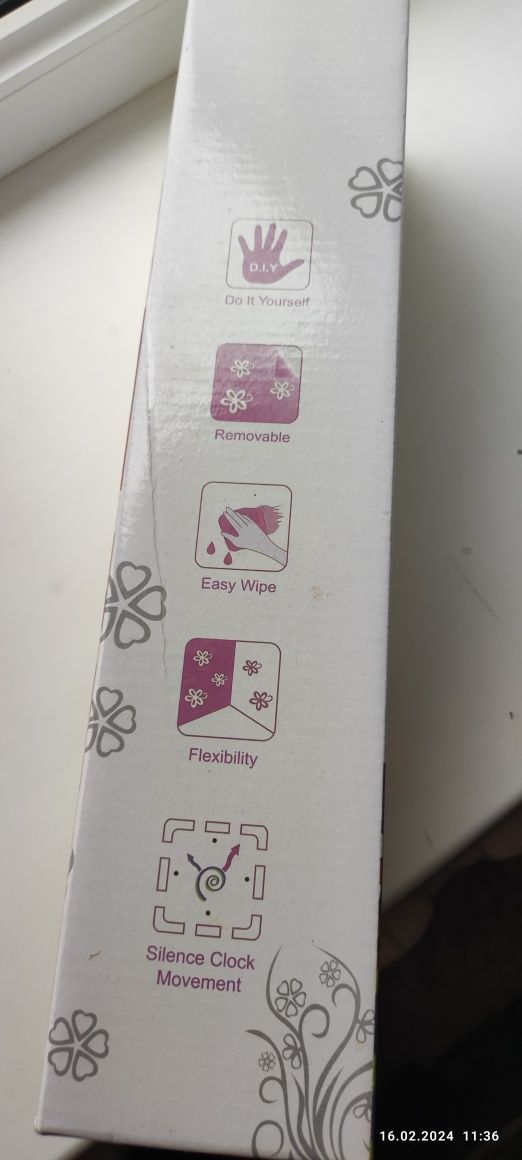 D.I.Y
Do It Yourself
Removable
Easy Wipe
Flexibility
Silence Clock
Movement
16.02.2024 11:36